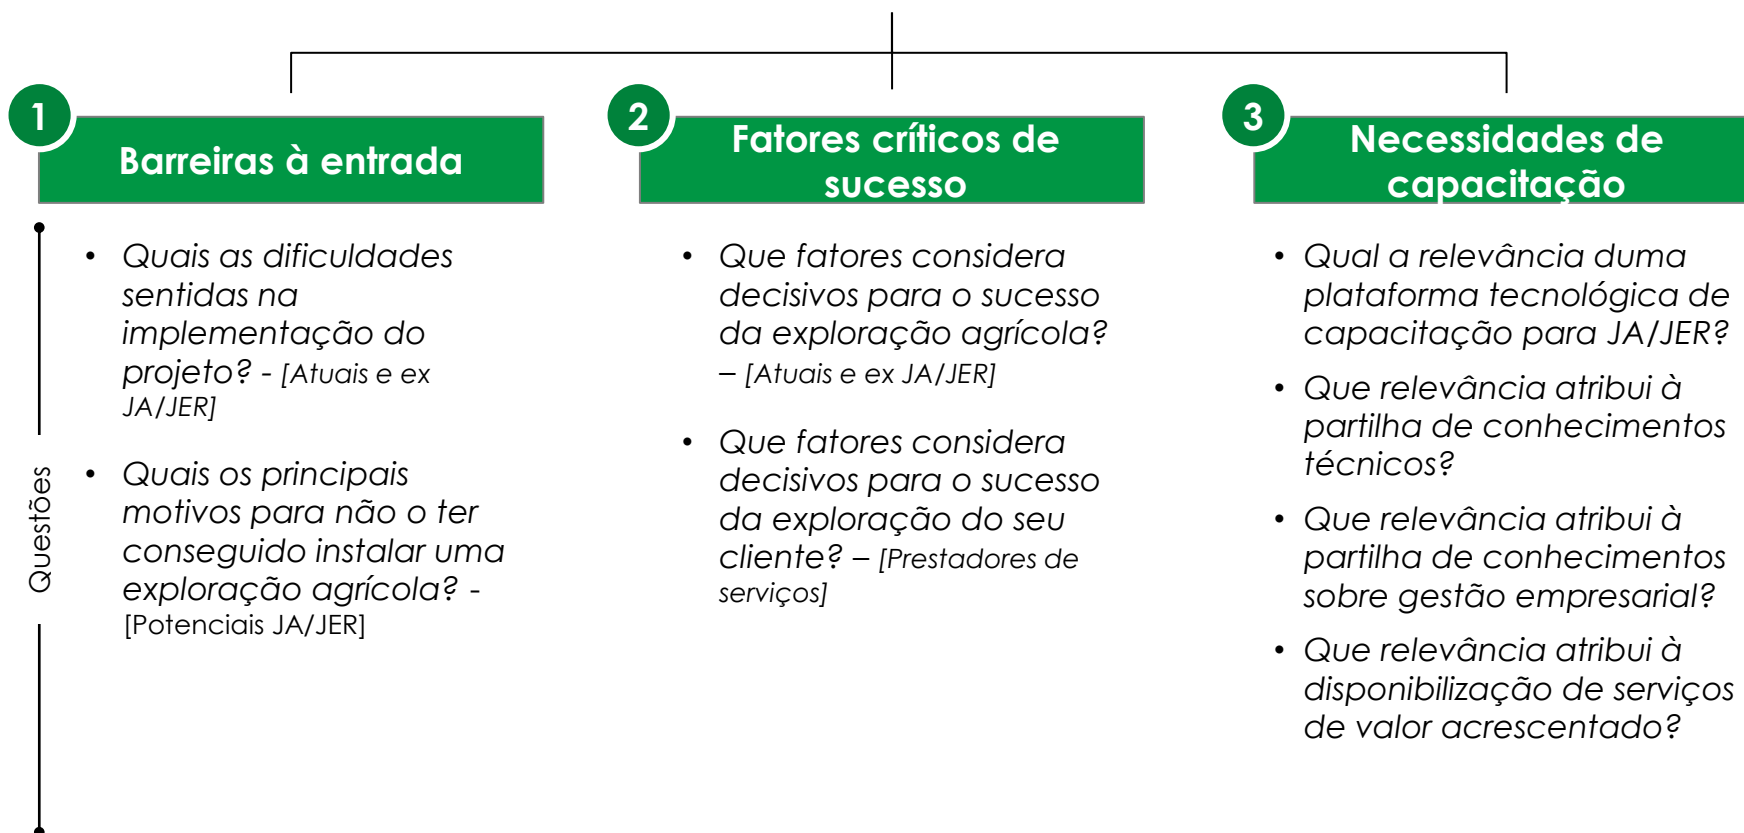 1
Barreiras à entrada
2
Fatores críticos de
sucesso
3
Necessidades de
capacitação
Questões
• Quais as dificuldades
sentidas na
implementação do
projeto? - [Atuais e ex
JA/JER]
• Quais os principais
motivos para não o ter
conseguido instalar uma
exploração agrícola? -
[Potenciais JA/JER]
• Que fatores considera
decisivos para o sucesso
da exploração agrícola?
– [Atuais e ex JA/JER]
• Que fatores considera
decisivos para o sucesso
da exploração do seu
cliente? – [Prestadores de
serviços]
• Qual a relevância duma
plataforma tecnológica de
capacitação para JA/JER?
• Que relevância atribui à
partilha de conhecimentos
técnicos?
• Que relevância atribui à
partilha de conhecimentos
sobre gestão empresarial?
• Que relevância atribui à
disponibilização de serviços
de valor acrescentado?